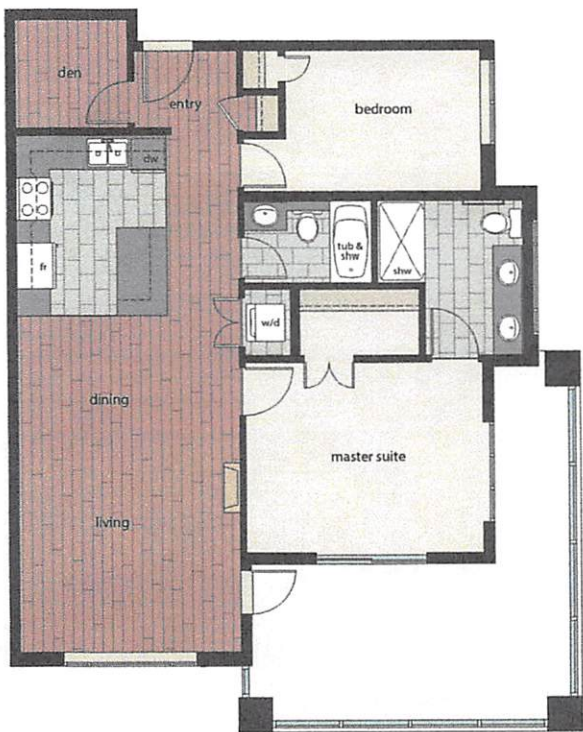 den
entry
bedroom
dw
fr
tub &
shw
shw
w/d
dining
master suite
living